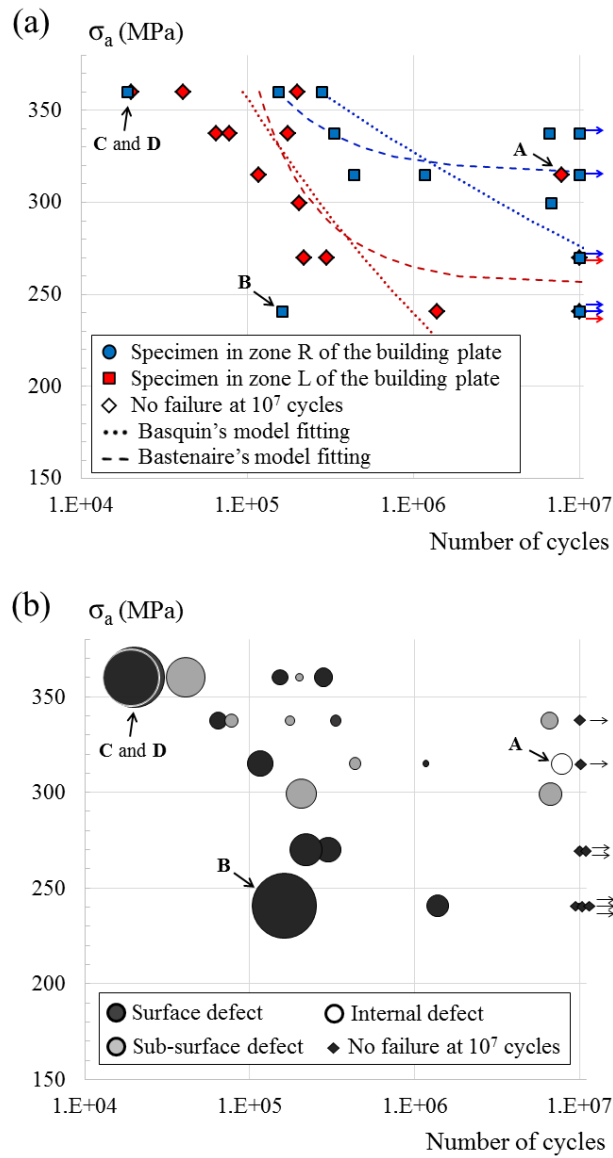 (a)
σa (MPa)
350
300
250
200
150
C and D
A
B
Specimen in zone R of the building plate
Specimen in zone L of the building plate
No failure at 10⁷ cycles
Basquin's model fitting
Bastenaire's model fitting
1.E+04 1.E+05 1.E+06 1.E+07
Number of cycles
(b)
σa (MPa)
350
300
250
200
150
C and D
A
B
Surface defect Internal defect
Sub-surface defect No failure at 10⁷ cycles
1.E+04 1.E+05 1.E+06 1.E+07
Number of cycles